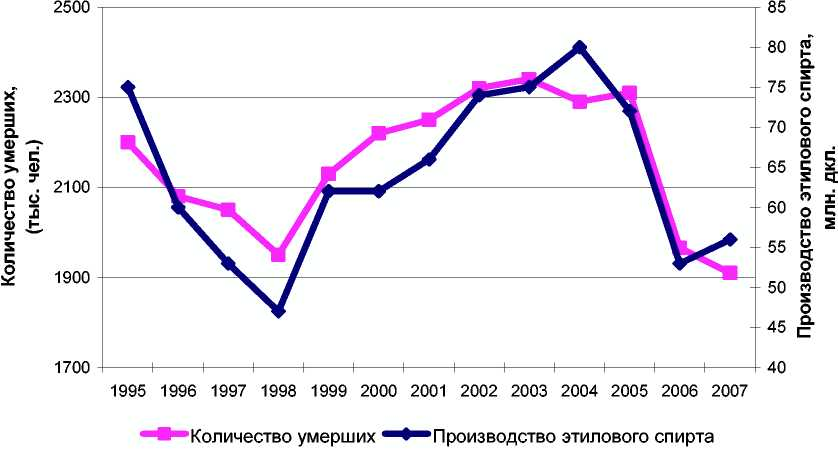 Количество умерших,
(тыс. чел.)
2500
2300
2100
1900
1700
85
80
75
70
65
60
55
50
45
40
Производство этилового спирта,
млн. дкл.
1995 1996 1997 1998 1999 2000 2001 2002 2003 2004 2005 2006 2007
Количество умерших Производство этилового спирта